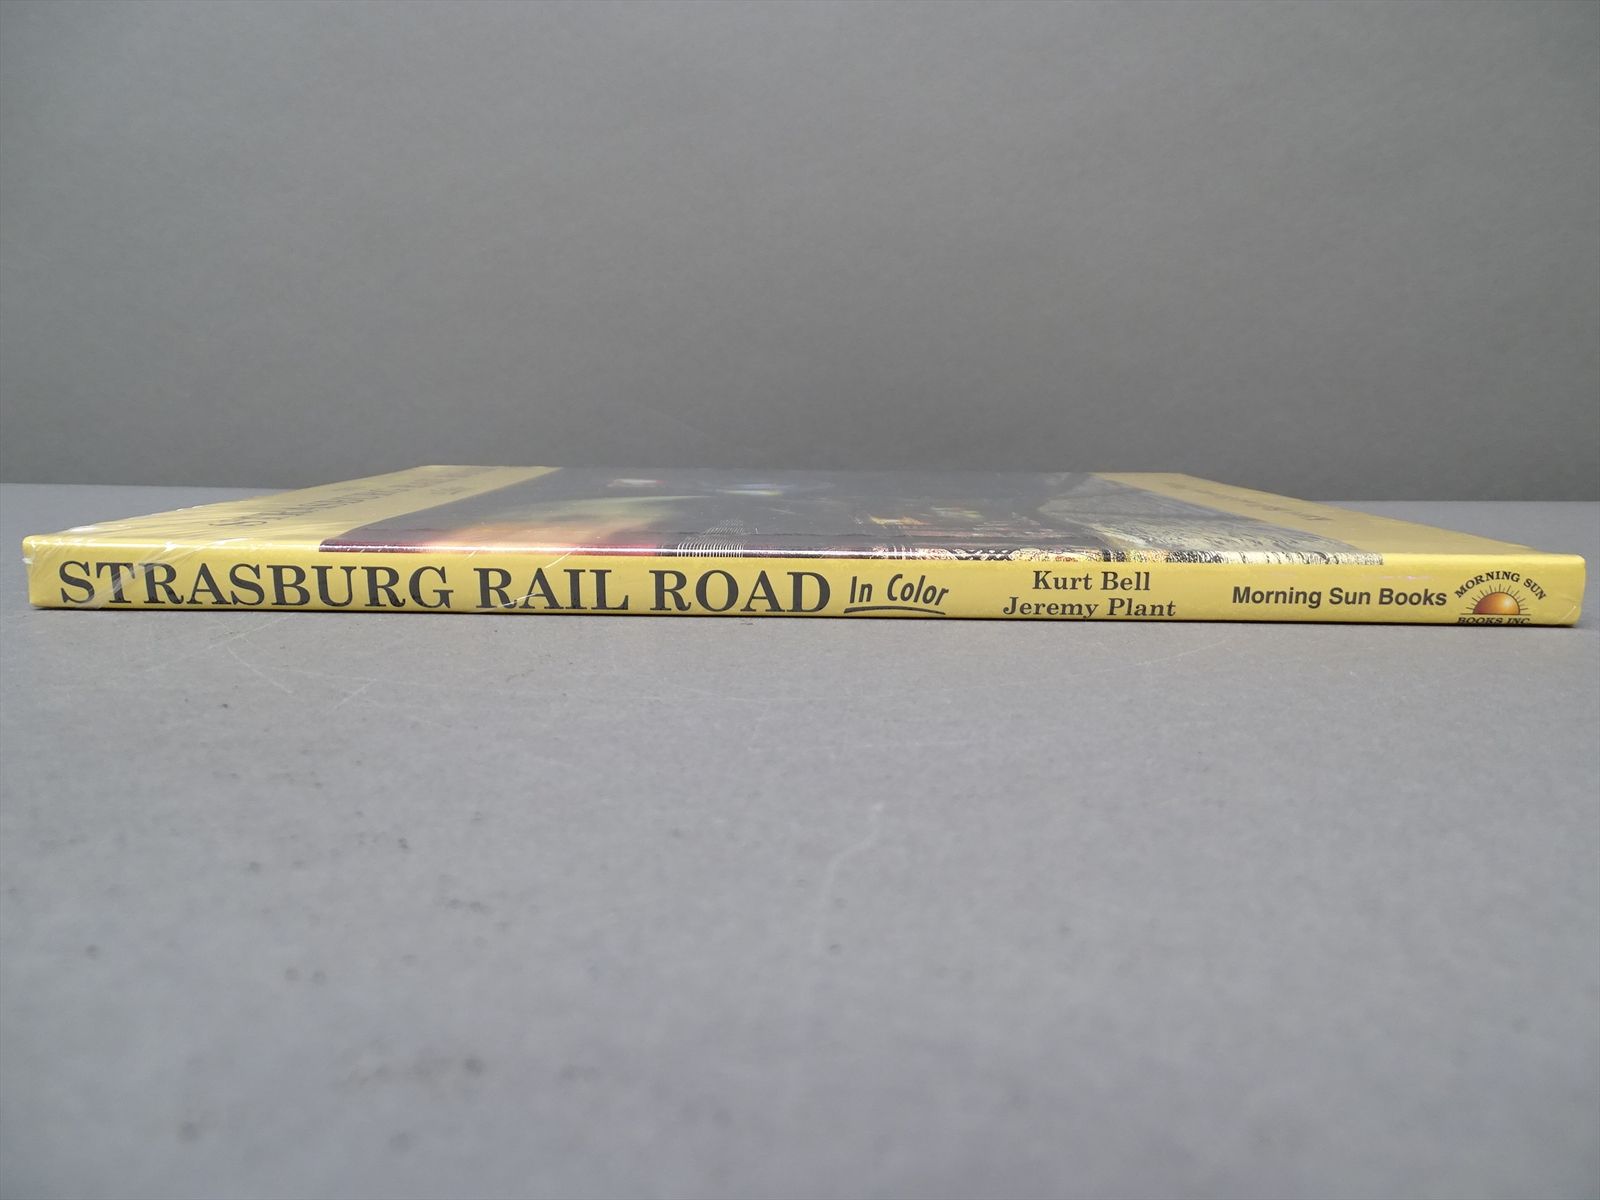 STRASBURG RAIL ROAD In Color
Kurt Bell
Jeremy Plant
Morning Sun Books
MORNING SUN
BOOKS INC.